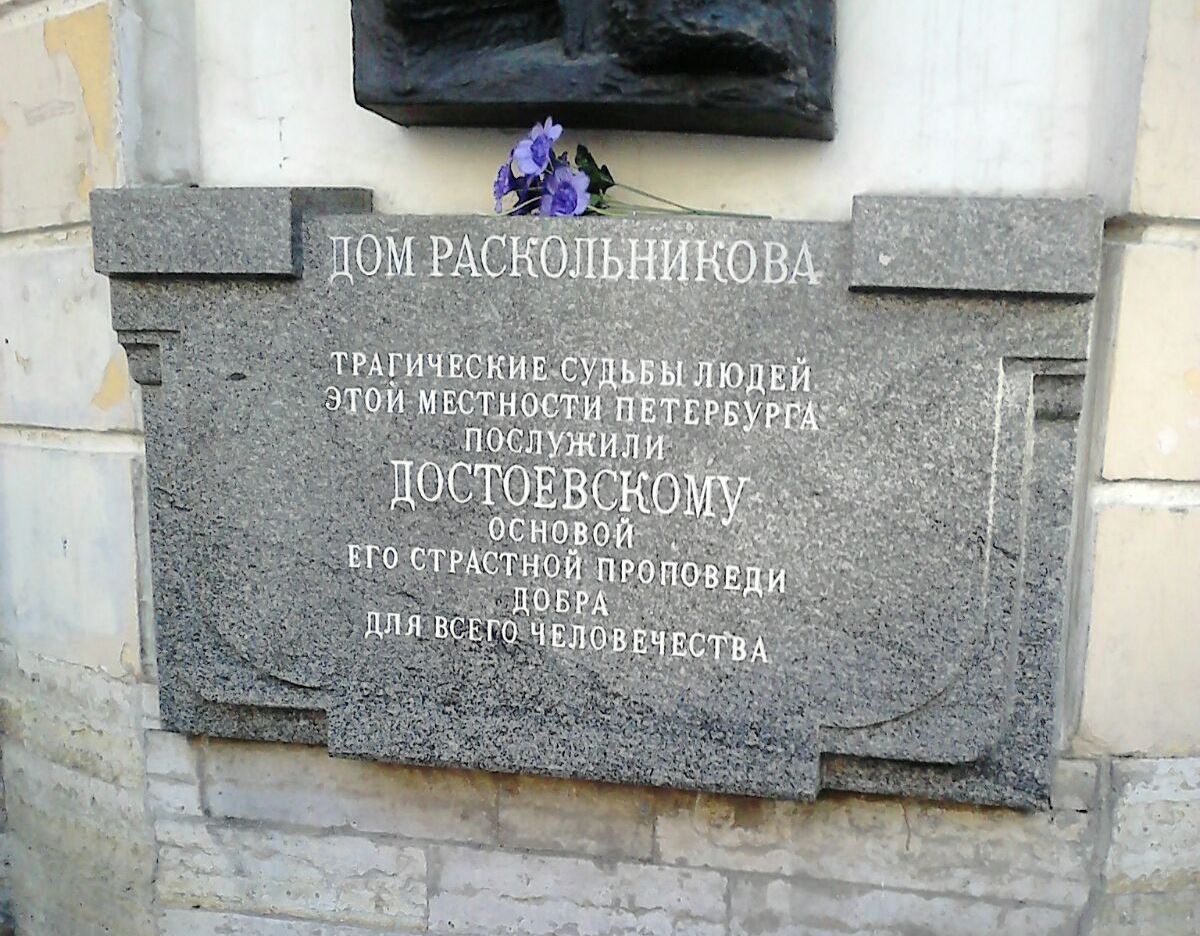 ДОМ РАСКОЛЬНИКОВА
ТРАГИЧЕСКИЕ СУДЬБЫ ЛЮДЕЙ
ЭТОЙ МЕСТНОСТИ ПЕТЕРБУРГА
ПОСЛУЖИЛИ
ДОСТОЕВСКОМУ
ОСНОВОЙ
ЕГО СТРАСТНОЙ ПРОПОВЕДИ
ДОБРА
ДЛЯ ВСЕГО ЧЕЛОВЕЧЕСТВА